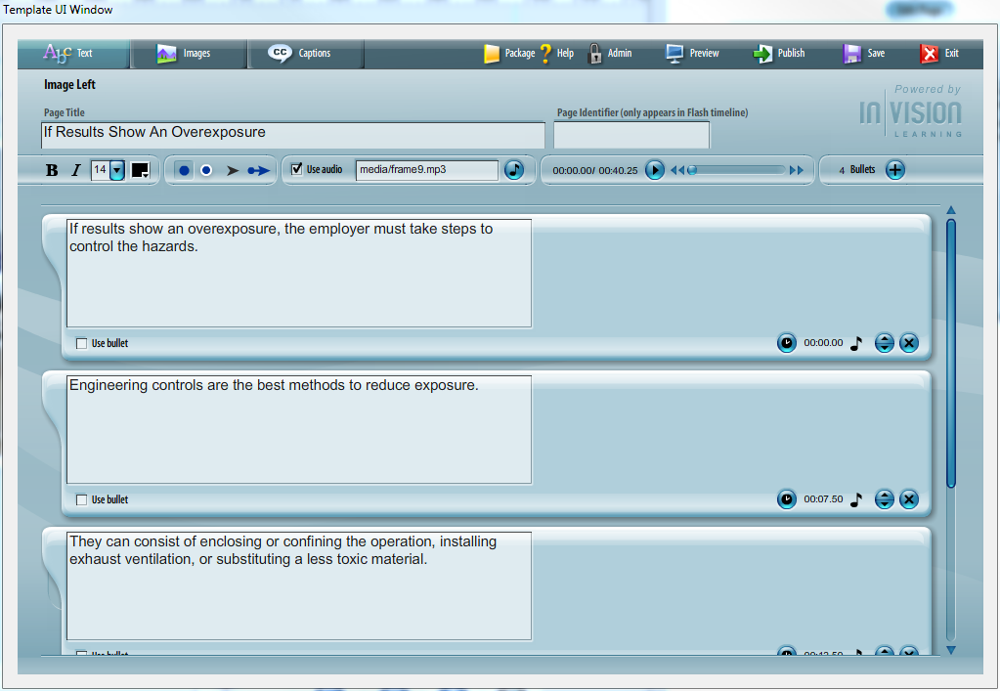 Template UI Window
Abc Text Images CC Captions Package ? Help Admin Preview Publish Save Exit
Image Left
Powered by
IN VISION
LEARNING
Page Title
Page Identifier (only appears in Flash timeline)
If Results Show An Overexposure
B I 14 Use audio media/frame9.mp3 00:00.00/ 00:40.25 4 Bullets
If results show an overexposure, the employer must take steps to
control the hazards.
Use bullet 00:00.00
Engineering controls are the best methods to reduce exposure.
Use bullet 00:07.50
They can consist of enclosing or confining the operation, installing
exhaust ventilation, or substituting a less toxic material.
Use bullet